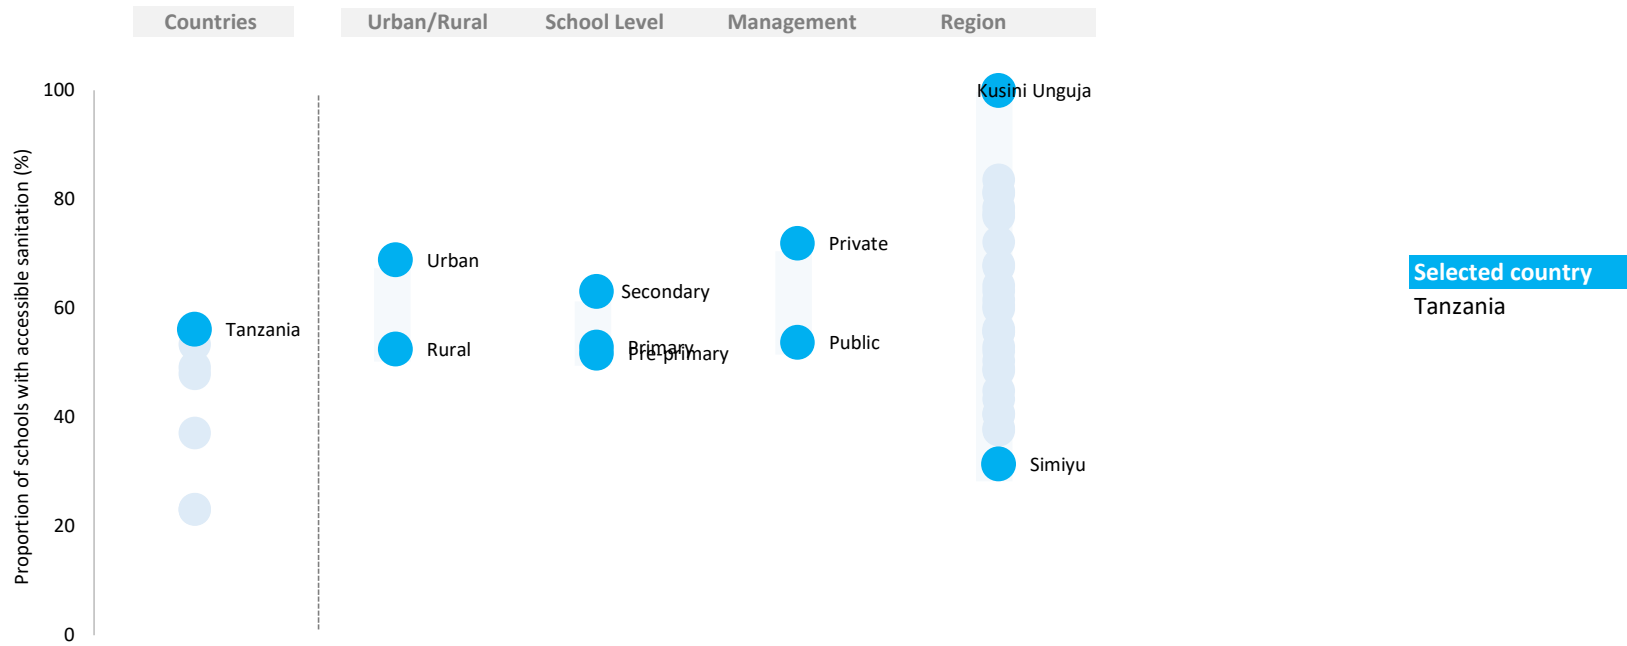 Countries
Urban/Rural School Level Management Region
Proportion of schools with accessible sanitation (%)
100
80
60
40
20
0
Tanzania
Urban
Rural
Secondary
Primary
Pre-primary
Private
Public
Kusini Unguja
Simiyu
Selected country
Tanzania